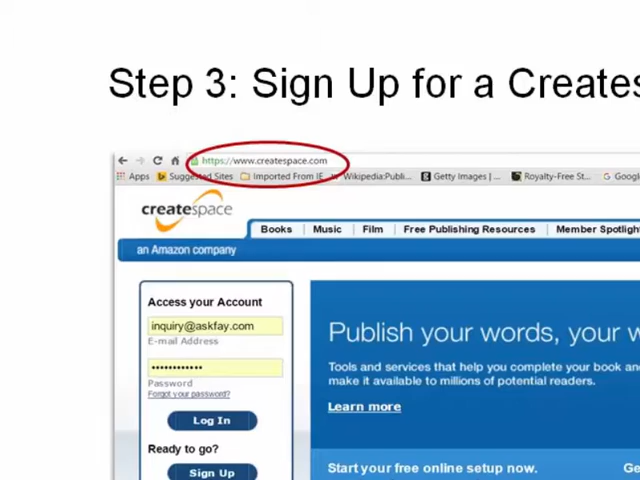 Step 3: Sign Up for a Creates
https://www.createspace.com
Apps Suggested Sites Imported From IE Wikipedia:Publi... Getty Images | ... Royalty-Free St... Googl
createspace
Books Music Film Free Publishing Resources Member Spotligh
an Amazon company
Access your Account
inquiry@askfay.com
E-mail Address
••••••••••••
Password
Forgot your password?
Log In
Ready to go?
Sign Up
Publish your words, your w
Tools and services that help you complete your book an
make it available to millions of potential readers.
Learn more
Start your free online setup now. Ge